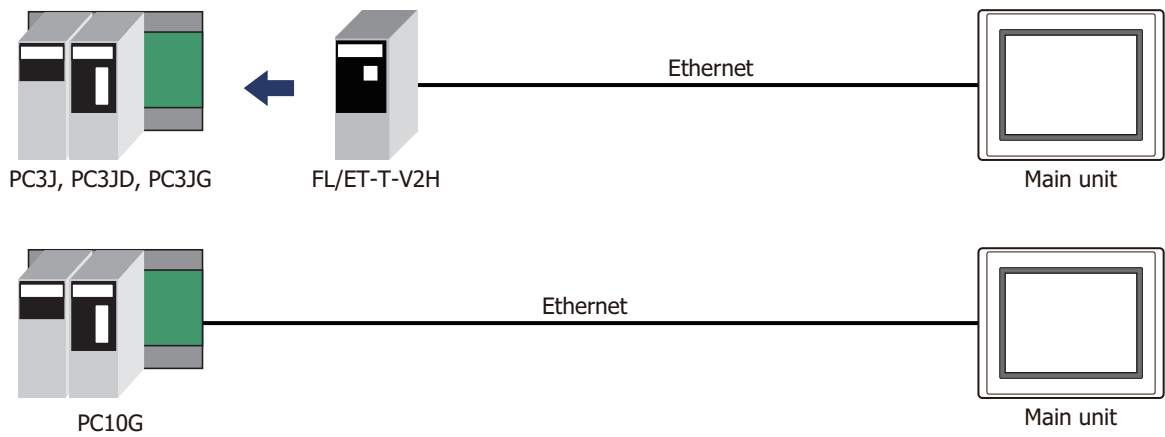 Ethernet
PC3J, PC3JD, PC3JG
FL/ET-T-V2H
Main unit
Ethernet
PC10G
Main unit